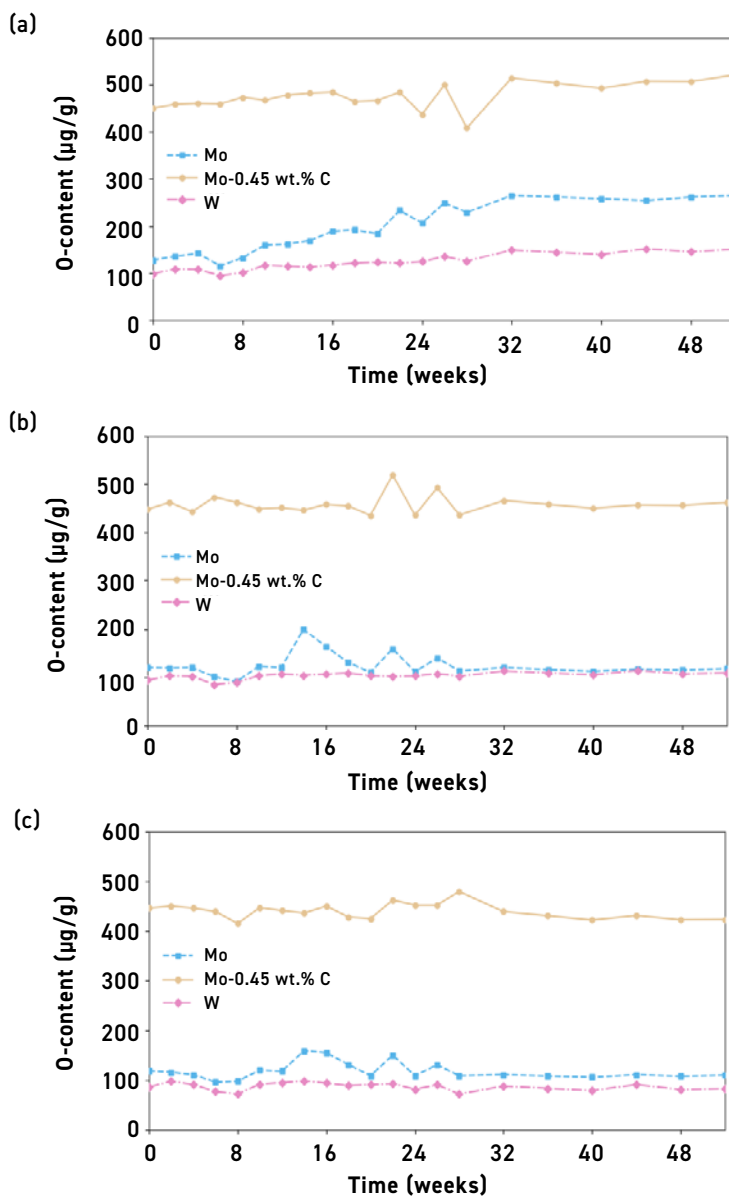 (a)
600
500
400
300
200
100
0
O-content (µg/g)
Mo
Mo-0.45 wt.% C
W
0 8 16 24 32 40 48
Time (weeks)
(b)
600
500
400
300
200
100
0
O-content (µg/g)
Mo
Mo-0.45 wt.% C
W
0 8 16 24 32 40 48
Time (weeks)
(c)
600
500
400
300
200
100
0
O-content (µg/g)
Mo
Mo-0.45 wt.% C
W
0 8 16 24 32 40 48
Time (weeks)